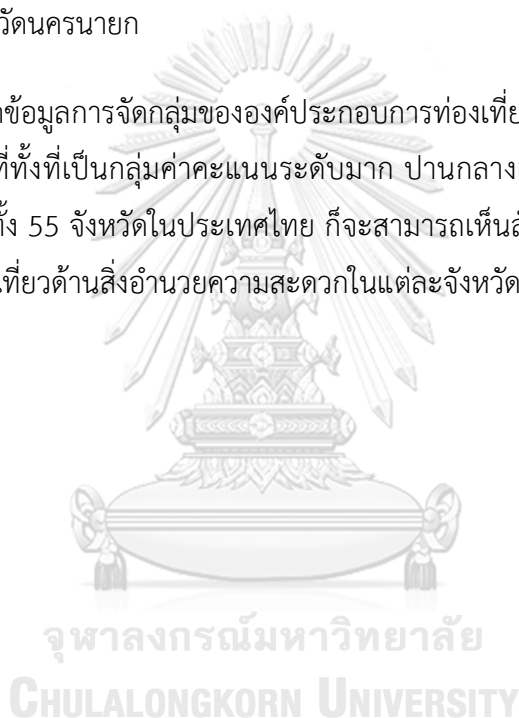 วัดนครนายก
ข้อมูลการจัดกลุ่มขององค์ประกอบการท่องเที่ย
ที่ทั้งที่เป็นกลุ่มค่าคะแนนระดับมาก ปานกลาง
ทั้ง 55 จังหวัดในประเทศไทย ก็จะสามารถเห็น
เที่ยวด้านสิ่งอำนวยความสะดวกในแต่ละจังหวัด
จุฬาลงกรณ์มหาวิทยาลัย
CHULALONGKORN UNIVERSITY